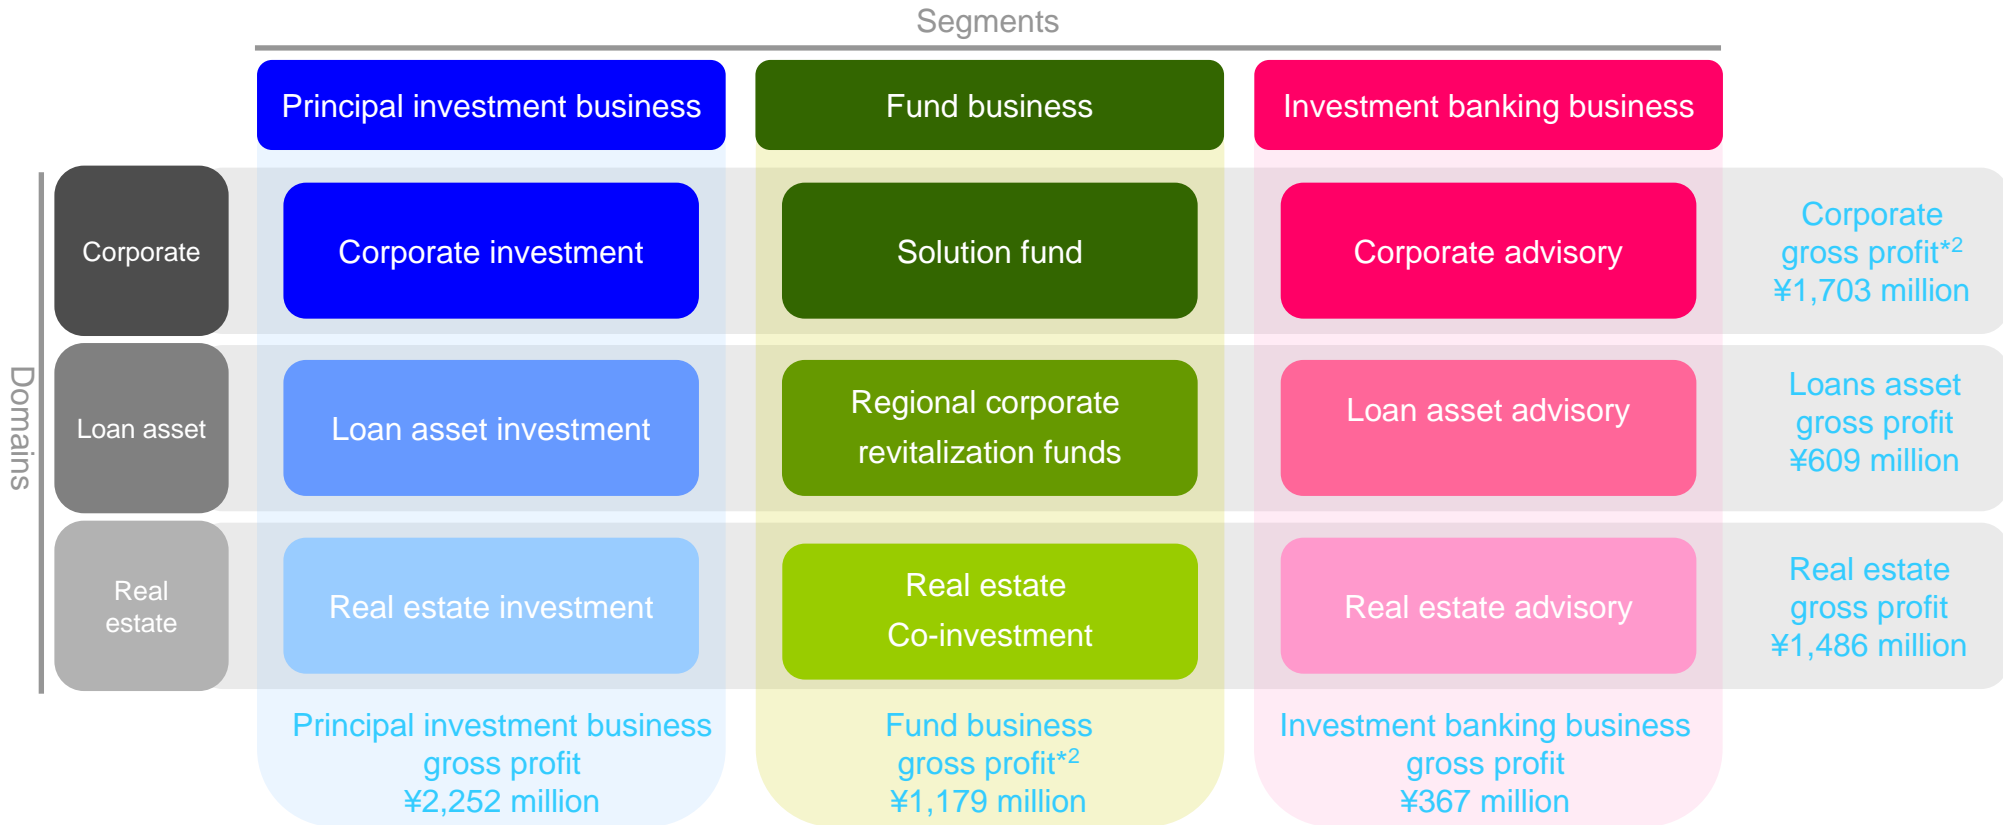 Segments
Principal investment business
Fund business
Investment banking business
Domains
Corporate
Corporate investment
Solution fund
Corporate advisory
Corporate
gross profit*2
¥1,703 million
Loan asset
Loan asset investment
Regional corporate
revitalization funds
Loan asset advisory
Loans asset
gross profit
¥609 million
Real
estate
Real estate investment
Real estate
Co-investment
Real estate advisory
Real estate
gross profit
¥1,486 million
Principal investment business
gross profit
¥2,252 million
Fund business
gross profit*2
¥1,179 million
Investment banking business
gross profit
¥367 million